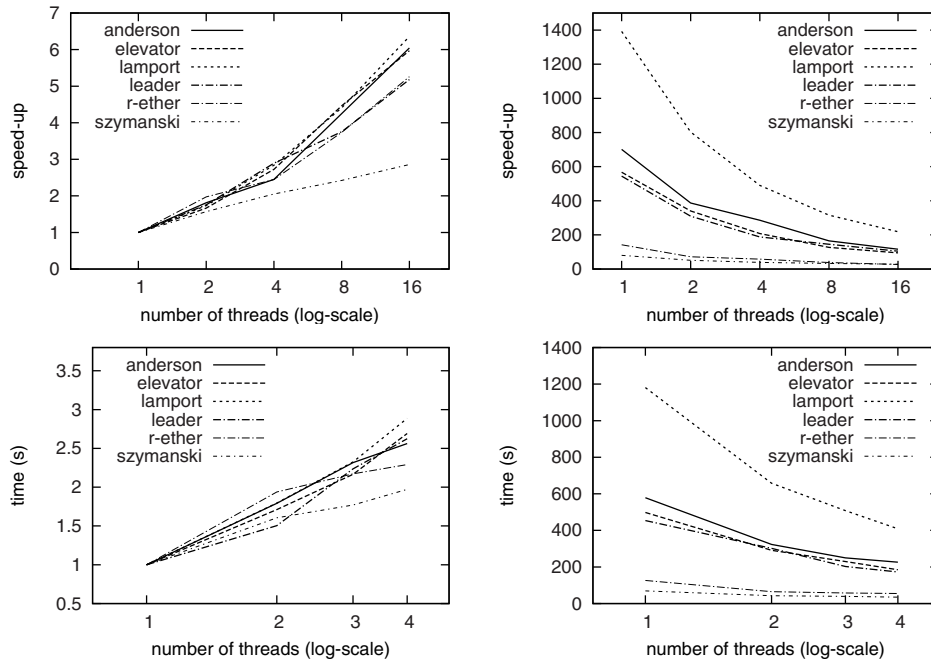 speed-up
7
6
5
4
3
2
1
0
anderson
elevator
lamport
leader
r-ether
szymanski
1 2 4 8 16
number of threads (log-scale)
speed-up
1400
1200
1000
800
600
400
200
0
anderson
elevator
lamport
leader
r-ether
szymanski
1 2 4 8 16
number of threads (log-scale)
time (s)
3.5
3
2.5
2
1.5
1
0.5
anderson
elevator
lamport
leader
r-ether
szymanski
1 2 3 4
number of threads (log-scale)
time (s)
1400
1200
1000
800
600
400
200
0
anderson
elevator
lamport
leader
r-ether
szymanski
1 2 3 4
number of threads (log-scale)